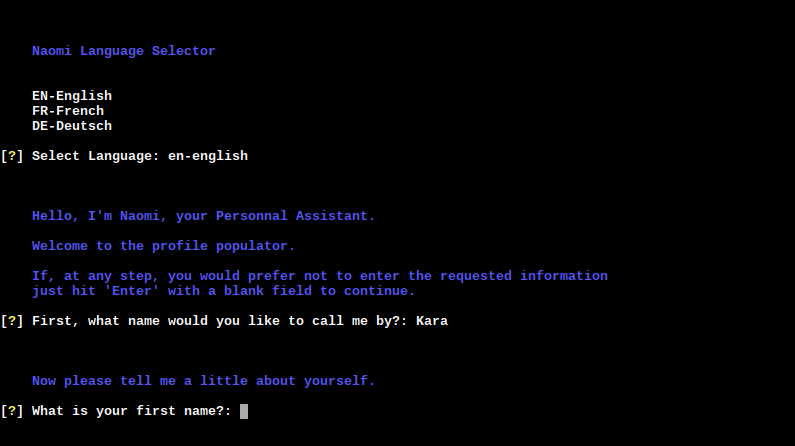 Naomi Language Selector
EN-English
FR-French
DE-Deutsch
[?] Select Language: en-english
Hello, I'm Naomi, your Personnal Assistant.
Welcome to the profile populator.
If, at any step, you would prefer not to enter the requested information
just hit 'Enter' with a blank field to continue.
[?] First, what name would you like to call me by?: Kara
Now please tell me a little about yourself.
[?] What is your first name?: